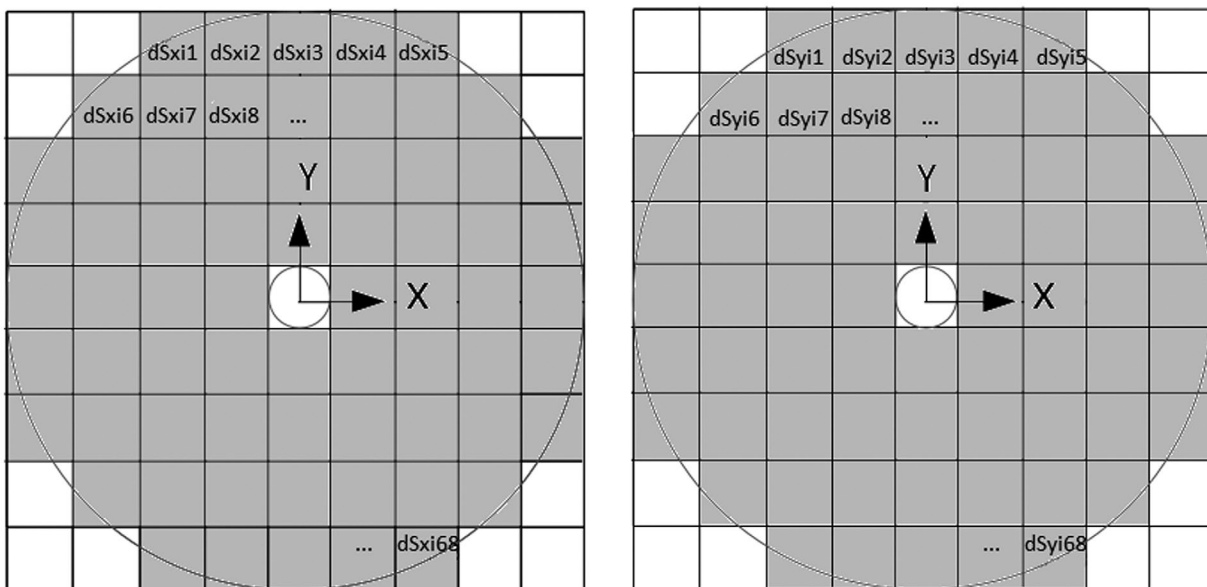 dSxi1 dSxi2 dSxi3 dSxi4 dSxi5
dSxi6 dSxi7 dSxi8 ...
Y
X
... dSxi68
dSyi1 dSyi2 dSyi3 dSyi4 dSyi5
dSyi6 dSyi7 dSyi8 ...
Y
X
... dSyi68